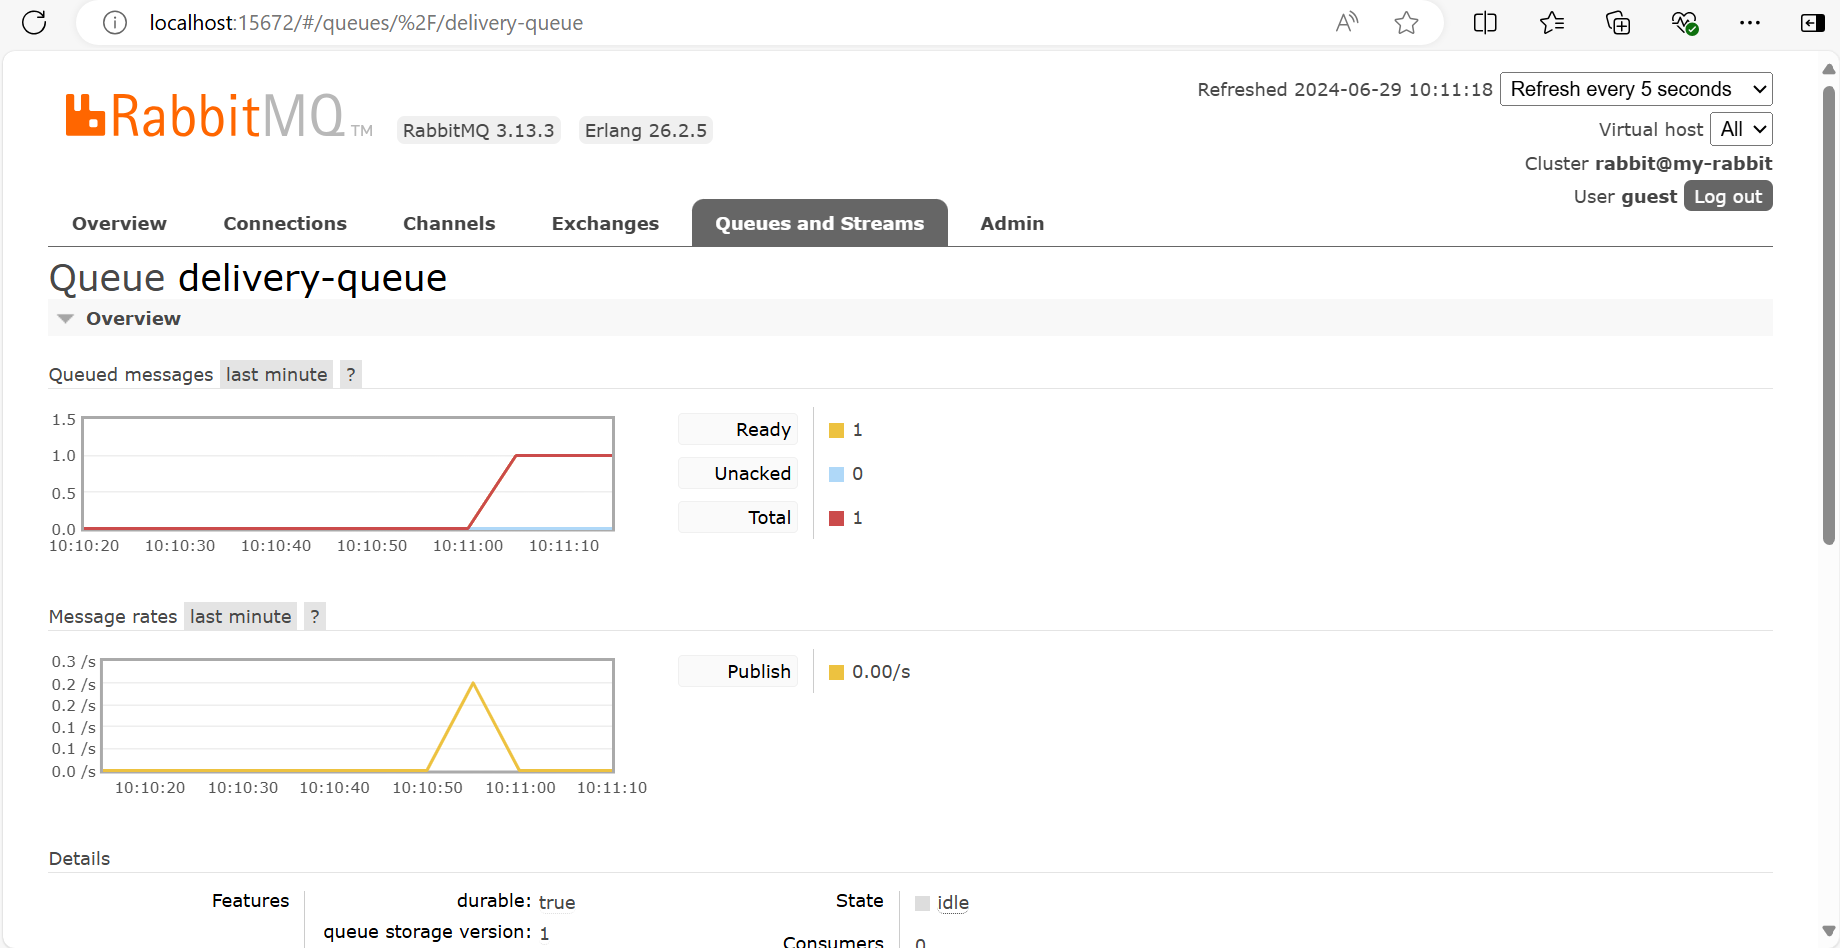 localhost:15672/#/queues/%2F/delivery-queue
Refreshed 2024-06-29 10:11:18 Refresh every 5 seconds
RabbitMQ TM RabbitMQ 3.13.3 Erlang 26.2.5
Virtual host All
Cluster rabbit@my-rabbit
User guest Log out
Overview Connections Channels Exchanges Queues and Streams Admin
Queue delivery-queue
Overview
Queued messages last minute ?
1.5
1.0
0.5
0.0
10:10:20 10:10:30 10:10:40 10:10:50 10:11:00 10:11:10
Ready 1
Unacked 0
Total 1
Message rates last minute ?
0.3 /s
0.2 /s
0.2 /s
0.1 /s
0.1 /s
0.0 /s
10:10:20 10:10:30 10:10:40 10:10:50 10:11:00 10:11:10
Publish 0.00/s
Details
Features durable: true State idle
queue storage version: 1
Consumers 0